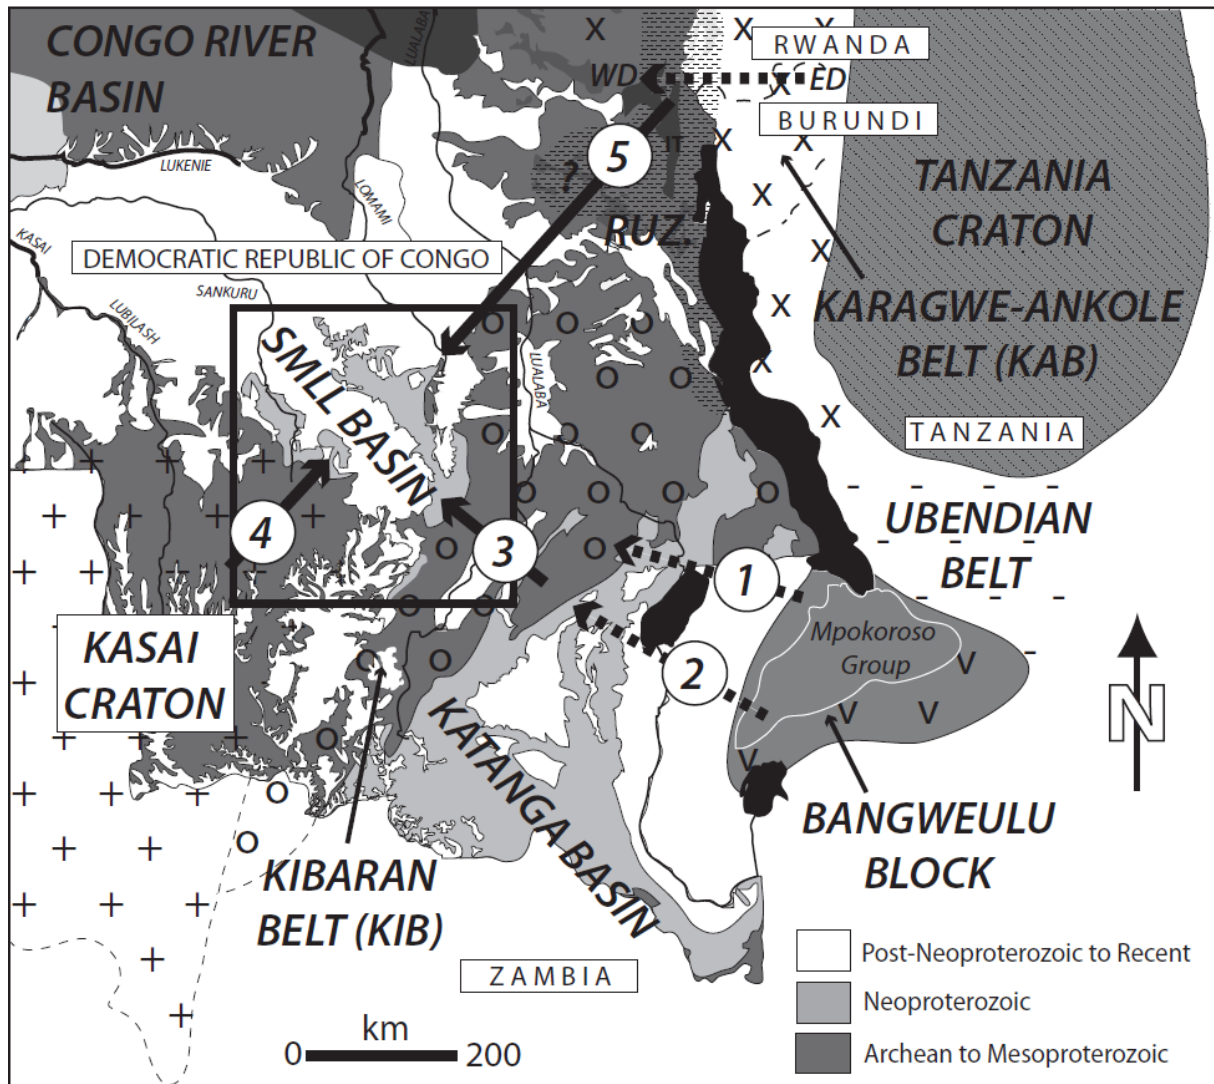 CONGO RIVER
BASIN
LUALABA
X X X
RWANDA
WD ED
X
BURUNDI
X X
LUKENIE
5
?
LOMAMI
RUZ.
TANZANIA
CRATON
KASAI
DEMOCRATIC REPUBLIC OF CONGO
SANKURU
LUBILASH
KARAGWE-ANKOLE
BELT (KAB)
SMLL BASIN
LUALABA
TANZANIA
4
3
1
2
UBENDIAN
BELT
Mpokoroso
Group
KASAI
CRATON
KATANGA BASIN
N
BANGWEULU
BLOCK
KIBARAN
BELT (KIB)
ZAMBIA
km
0 200
Post-Neoproterozoic to Recent
Neoproterozoic
Archean to Mesoproterozoic